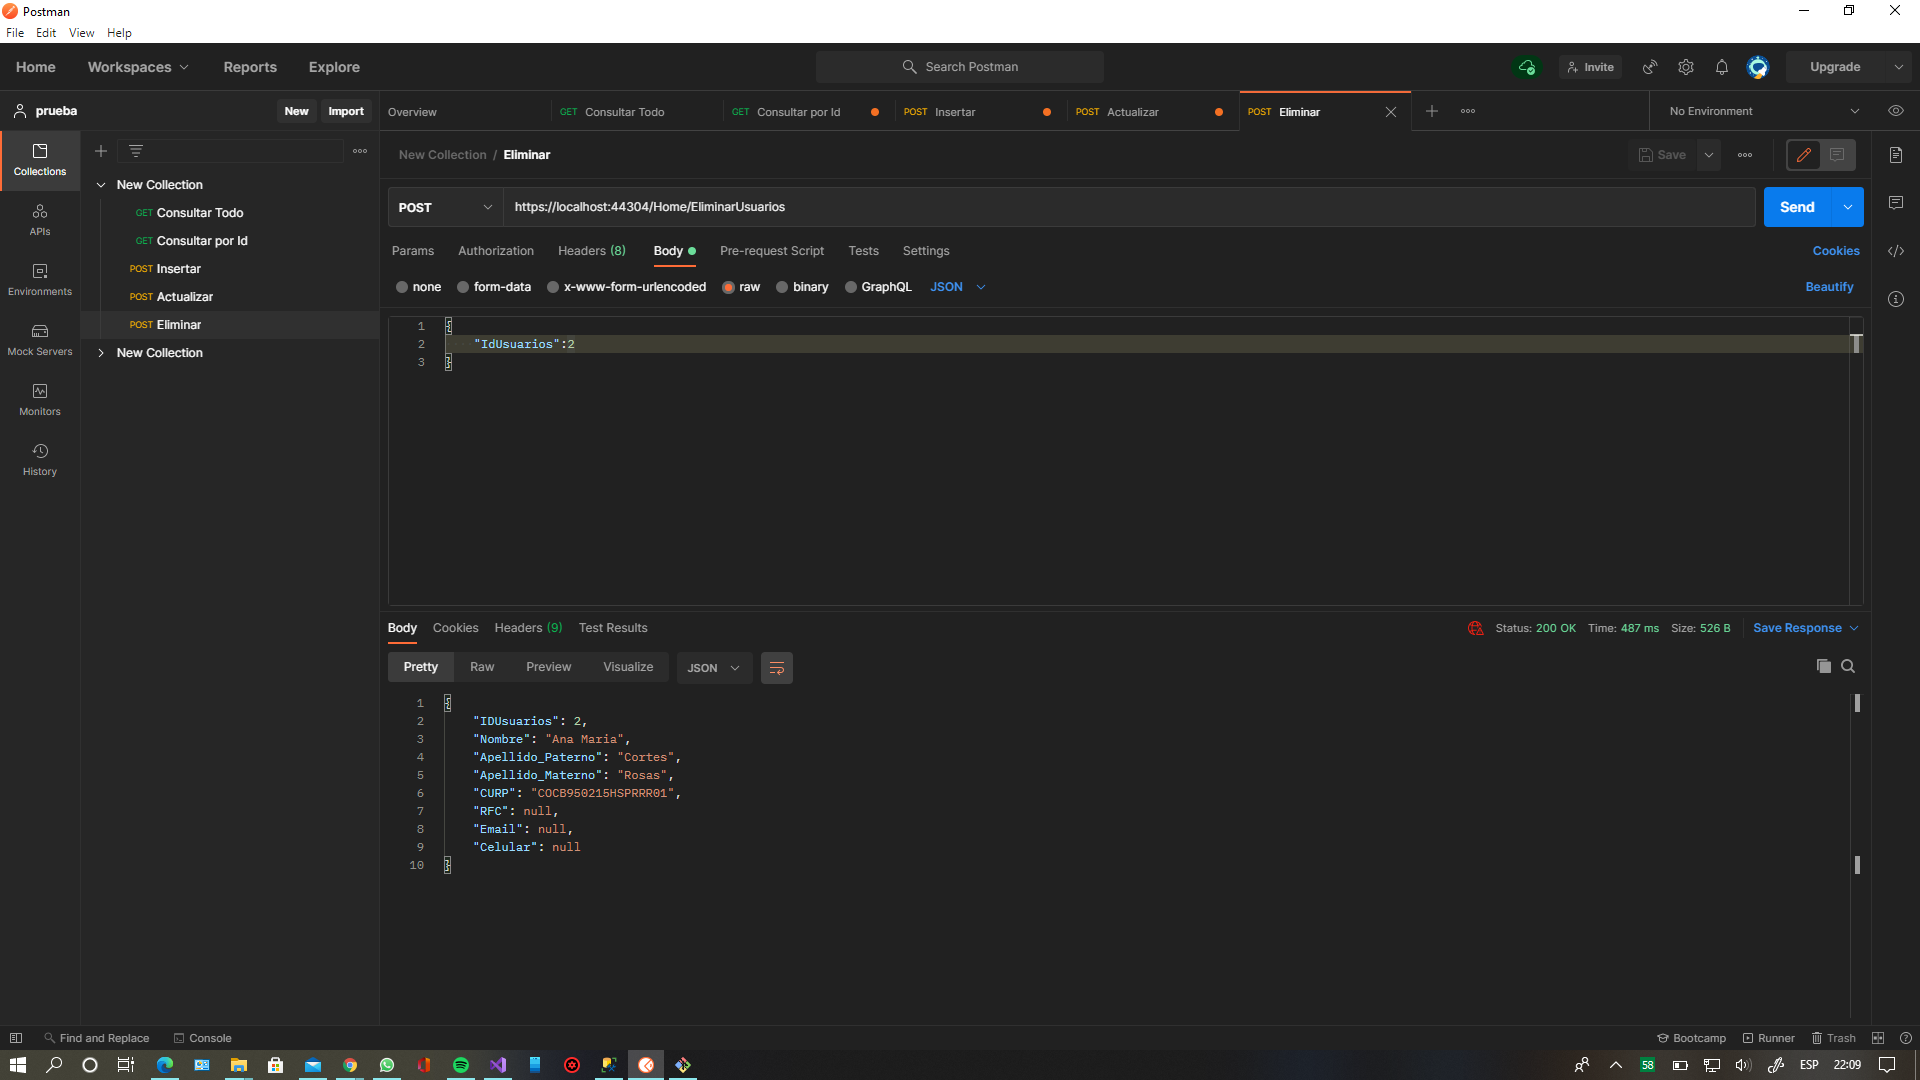 Postman
File Edit View Help
Home Workspaces Reports Explore Search Postman Invite Upgrade
prueba New Import Overview GET Consultar Todo GET Consultar por Id POST Insertar POST Actualizar POST Eliminar No Environment
New Collection / Eliminar Save
Collections
APIs
Environments
Mock Servers
Monitors
History
New Collection
GET Consultar Todo
GET Consultar por Id
POST Insertar
POST Actualizar
POST Eliminar
New Collection
POST https://localhost:44304/Home/EliminarUsuarios Send
Params Authorization Headers (8) Body Pre-request Script Tests Settings Cookies
none form-data x-www-form-urlencoded raw binary GraphQL JSON Beautify
1 {
2 "IdUsuarios":2
3 }
Body Cookies Headers (9) Test Results Status: 200 OK Time: 487 ms Size: 526 B Save Response
Pretty Raw Preview Visualize JSON
1 {
2 "IDUsuarios": 2,
3 "Nombre": "Ana Maria",
4 "Apellido_Paterno": "Cortes",
5 "Apellido_Materno": "Rosas",
6 "CURP": "COCB950215HSPRRR01",
7 "RFC": null,
8 "Email": null,
9 "Celular": null
10 }
Find and Replace Console Bootcamp Runner Trash
58 ESP 22:09